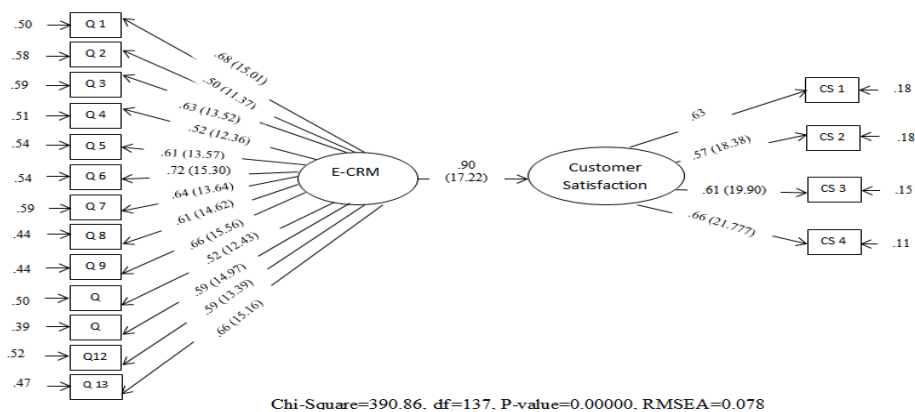 .50 Q 1
.58 Q 2
.59 Q 3
.51 Q 4
.54 Q 5
.54 Q 6
.59 Q 7
.44 Q 8
.44 Q 9
.50 Q
.39 Q
.52 Q12
.47 Q 13
.68 (15.01)
.50 (11.37)
.63 (13.52)
.52 (12.36)
.61 (13.57)
.72 (15.30)
.64 (13.64)
.61 (14.62)
.66 (15.56)
.52 (12.43)
.59 (14.97)
.59 (13.39)
.66 (15.16)
E-CRM
.90
(17.22)
Customer
Satisfaction
.63
.57 (18.38)
.61 (19.90)
.66 (21.777)
CS 1 .18
CS 2 .18
CS 3 .15
CS 4 .11
Chi-Square=390.86, df=137, P-value=0.00000, RMSEA=0.078